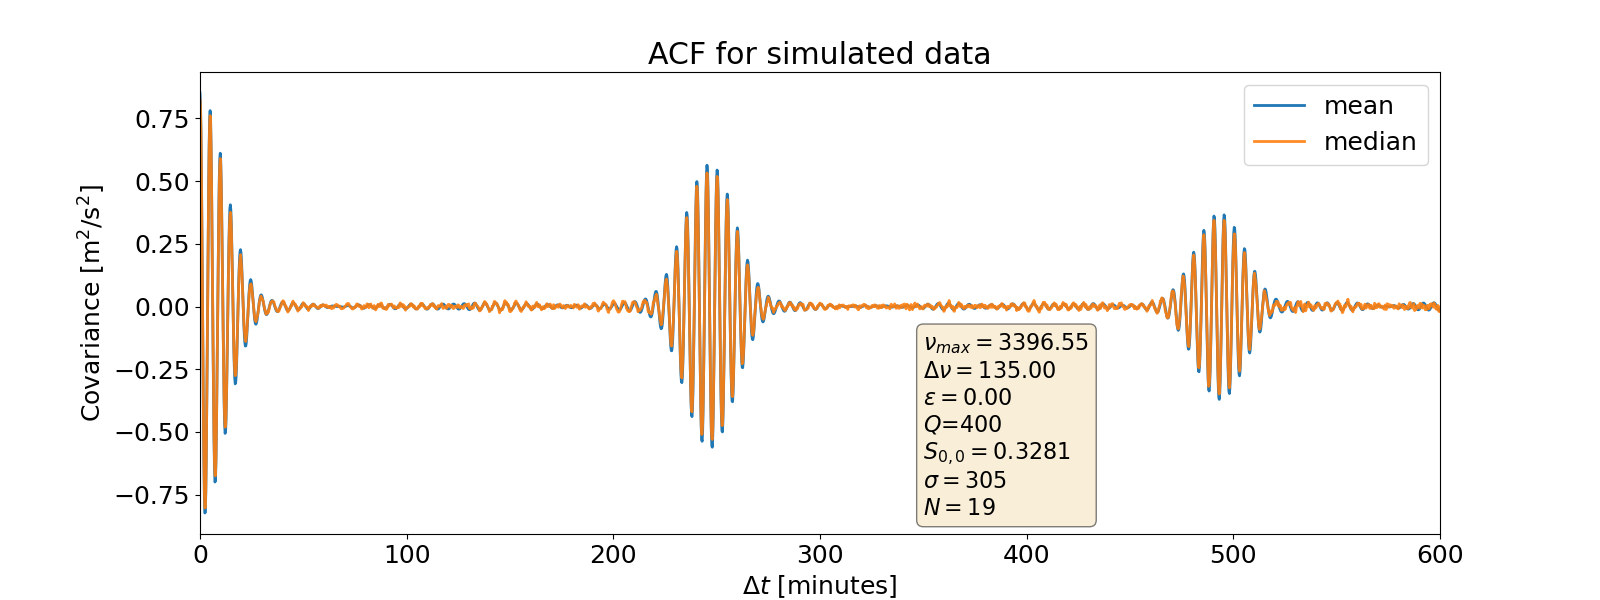 ACF for simulated data
Covariance [m²/s²]
0.75
0.50
0.25
0.00
−0.25
−0.50
−0.75
mean
median
ν_max = 3396.55
Δν = 135.00
ε = 0.00
Q=400
S_0,0 = 0.3281
σ = 305
N = 19
0 100 200 300 400 500 600
Δt [minutes]